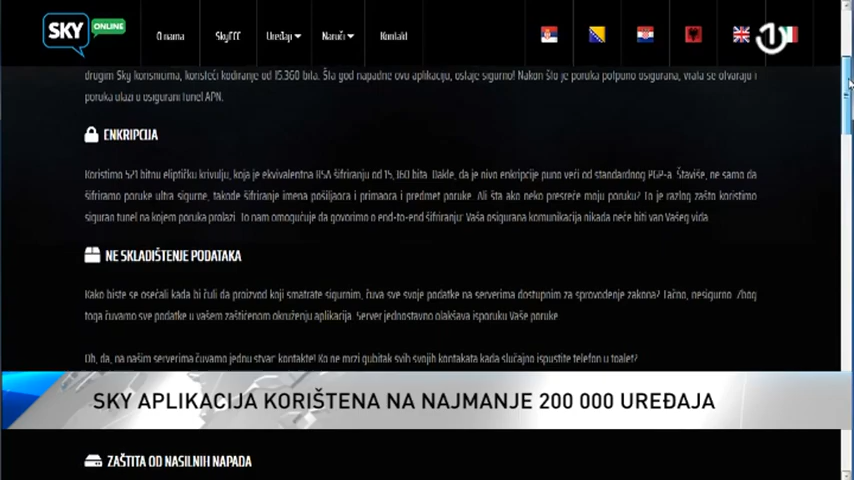 SKY ONLINE
O nama
SkyECC
Uređaji
Naruči
Kontakt
drugim Sky korisnicima, koristeći kodiranje od 15.360 bita. Šta god napadne ovu aplikaciju, ostaje sigurno! Nakon što je poruka potpuno osigurana, vrata se otvaraju i
poruka ulazi u osigurani tunel APN.
ENKRIPCIJA
Koristimo 521 bitnu eliptičku krivulju, koja je ekvivalentna RSA šifriranju od 15,360 bita. Dakle, da je nivo enkripcije puno veći od standardnog PGP-a. Štaviše, ne samo da
šifriramo poruke ultra sigurne, takođe šifriranje imena pošiljaoca i primaoca i predmet poruke. Ali šta ako neko presreće moju poruku? To je razlog zašto koristimo
siguran tunel na kojem poruka prolazi. To nam omogućuje da govorimo o end-to-end šifriranju: Vaša osigurana komunikacija nikada neće biti van Vašeg vida.
NE SKLADIŠTENJE PODATAKA
Kako biste se osećali kada bi čuli da proizvod koji smatrate sigurnim, čuva sve svoje podatke na serverima dostupnim za sprovođenje zakona? Tačno, nesigurno. Zbog
toga čuvamo sve podatke u vašem zaštićenom okruženju aplikacija. Server jednostavno olakšava isporuku Vaše poruke.
Oh, da, na našim serverima čuvamo jednu stvar: kontakte! Ko ne mrzi gubitak svih svojih kontakata kada slučajno ispustite telefon u toalet?
SKY APLIKACIJA KORIŠTENA NA NAJMANJE 200 000 UREĐAJA
ZAŠTITA OD NASILNIH NAPADA